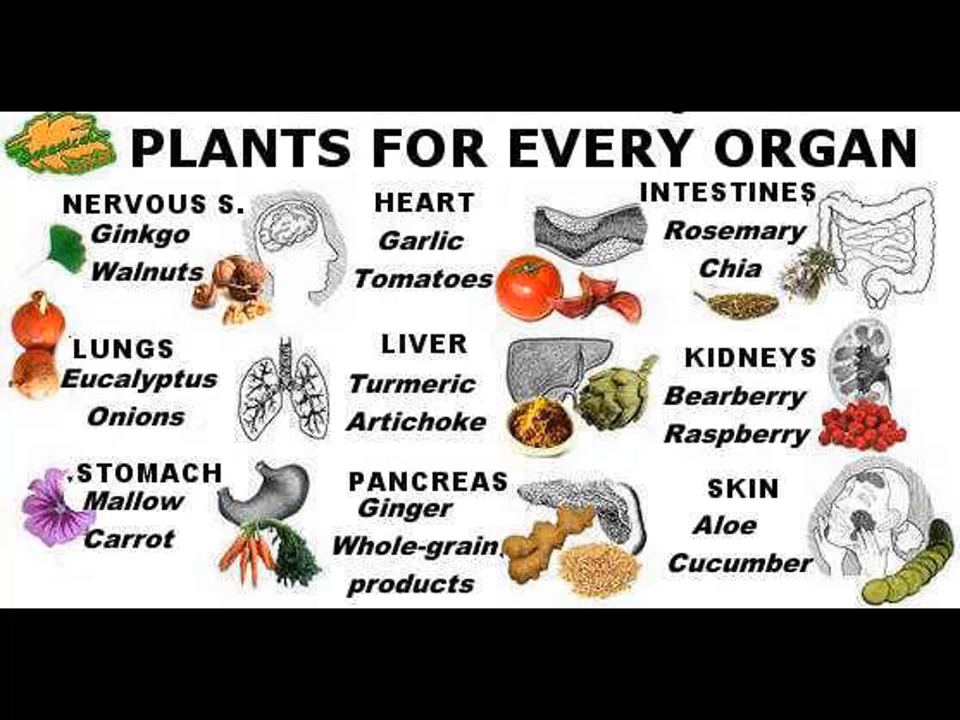 PLANTS FOR EVERY ORGAN
NERVOUS S.
Ginkgo
Walnuts
HEART
Garlic
Tomatoes
INTESTINES
Rosemary
Chia
LUNGS
Eucalyptus
Onions
LIVER
Turmeric
Artichoke
KIDNEYS
Bearberry
Raspberry
STOMACH
Mallow
Carrot
PANCREAS
Ginger
Whole-grain
products
SKIN
Aloe
Cucumber